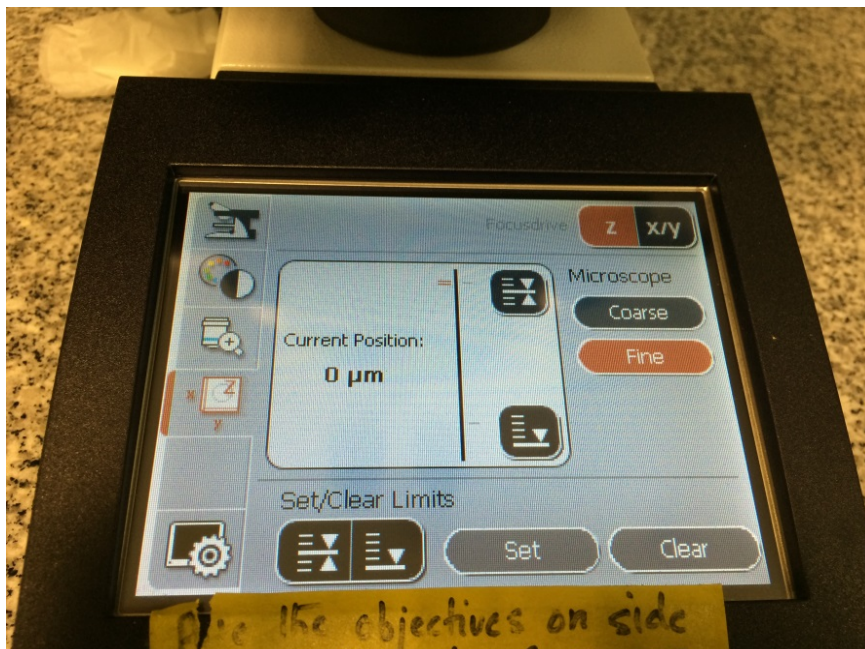 Focusdrive
z x/y
Microscope
Coarse
Fine
Current Position:
0 µm
Set/Clear Limits
Set
Clear
x
z
y
the objectives on side